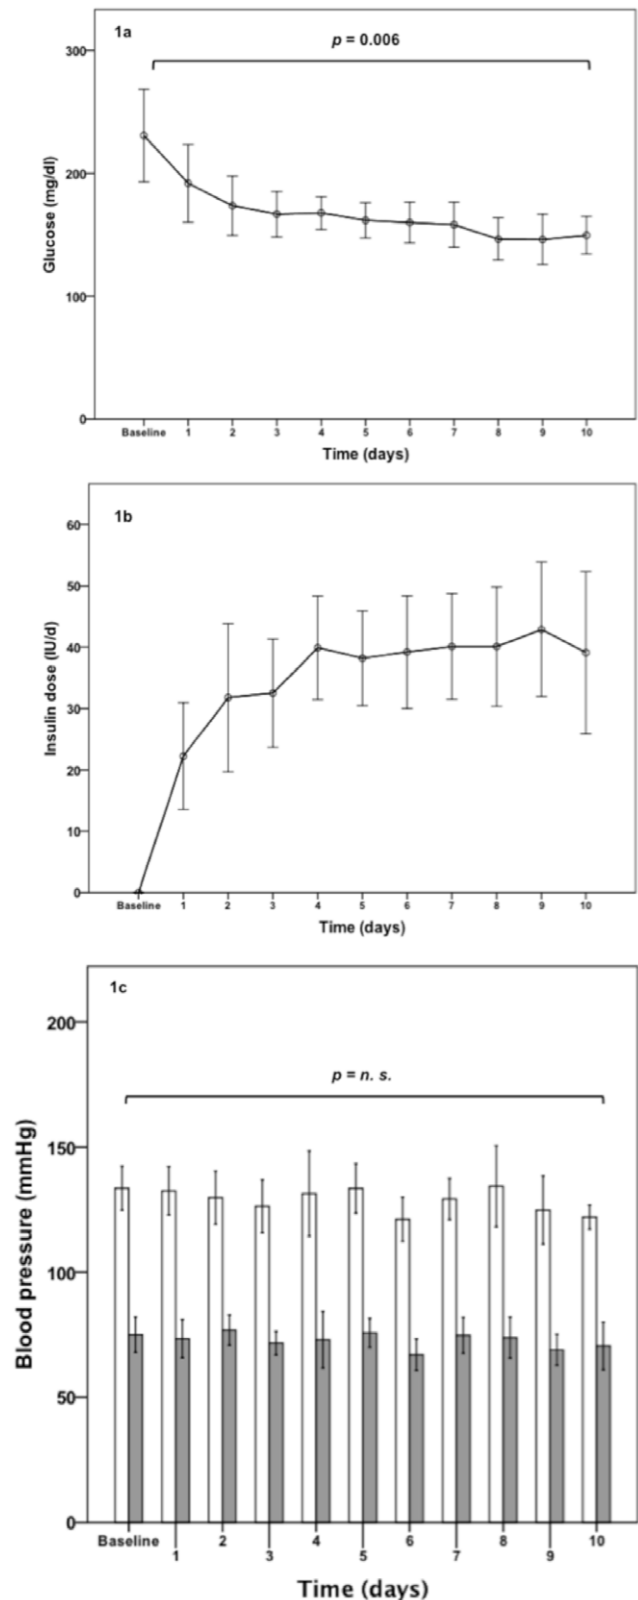 1a
p = 0.006
300
200
100
0
Glucose (mg/dl)
Baseline 1 2 3 4 5 6 7 8 9 10
Time (days)
1b
60
50
40
30
20
10
0
Insulin dose (IU/d)
Baseline 1 2 3 4 5 6 7 8 9 10
Time (days)
1c
p = n. s.
200
150
100
50
0
Blood pressure (mmHg)
Baseline 1 2 3 4 5 6 7 8 9 10
Time (days)